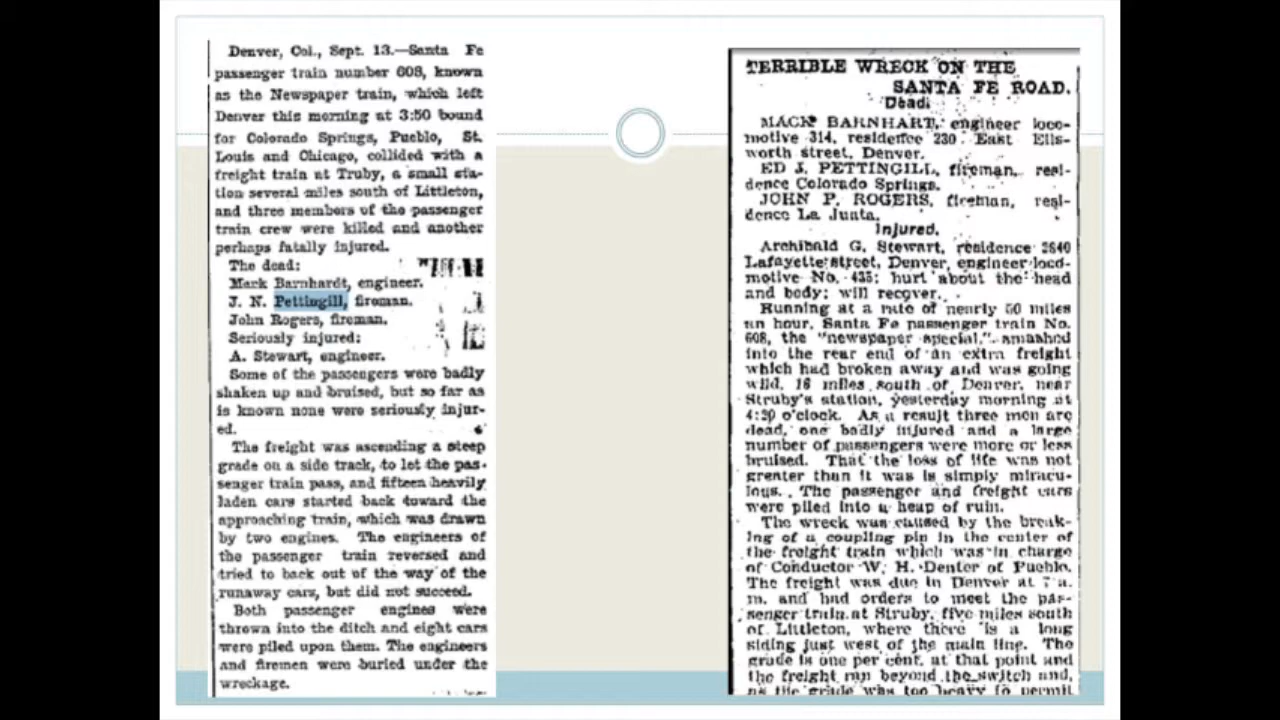 Denver, Col., Sept. 13.—Santa Fe
passenger train number 608, known
as the Newspaper train, which left
Denver this morning at 3:50 bound
for Colorado Springs, Pueblo, St.
Louis and Chicago, collided with a
freight train at Truby, a small sta-
tion several miles south of Littleton,
and three members of the passenger
train crew were killed and another
perhaps fatally injured.
The dead:
Mark Barnhardt, engineer.
J. N. Pettingill, fireman.
John Rogers, fireman.
Seriously injured:
A. Stewart, engineer.
Some of the passengers were badly
shaken up and bruised, but so far as
is known none were seriously injur-
ed.
The freight was ascending a steep
grade on a side track, to let the pas-
senger train pass, and fifteen heavily
laden cars started back toward the
approaching train, which was drawn
by two engines. The engineers of
the passenger train reversed and
tried to back out of the way of the
runaway cars, but did not succeed.
Both passenger engines were
thrown into the ditch and eight cars
were piled upon them. The engineers
and firemen were buried under the
wreckage.
TERRIBLE WRECK ON THE
SANTA FE ROAD.
Dead:
MACK BARNHART, engineer loco-
motive 314, residence 230 East Ells-
worth street, Denver.
ED J. PETTINGILL, fireman, resi-
dence Colorado Springs.
JOHN P. ROGERS, fireman, resi-
dence La Junta.
Injured.
Archibald G. Stewart, residence 2640
Lafayette street, Denver, engineer loco-
motive No. 435; hurt about the head
and body; will recover.
Running at a rate of nearly 50 miles
an hour, Santa Fe passenger train No.
608, the "newspaper special," smashed
into the rear end of an extra freight
which had broken away and was going
wild, 16 miles south of Denver, near
Struby's station, yesterday morning at
4:20 o'clock. As a result three men are
dead, one badly injured and a large
number of passengers were more or less
bruised. That the loss of life was not
greater than it was is simply miracu-
lous. The passenger and freight cars
were piled into a heap of ruin.
The wreck was caused by the break-
ing of a coupling pin in the center of
the freight train which was in charge
of Conductor W. H. Denter of Pueblo.
The freight was due in Denver at 7 a.
m. and had orders to meet the pas-
senger train at Struby, five miles south
of Littleton, where there is a long
siding just west of the main line. The
grade is one per cent. at that point and
the freight ran beyond the switch and,
as the grade was too heavy to permit